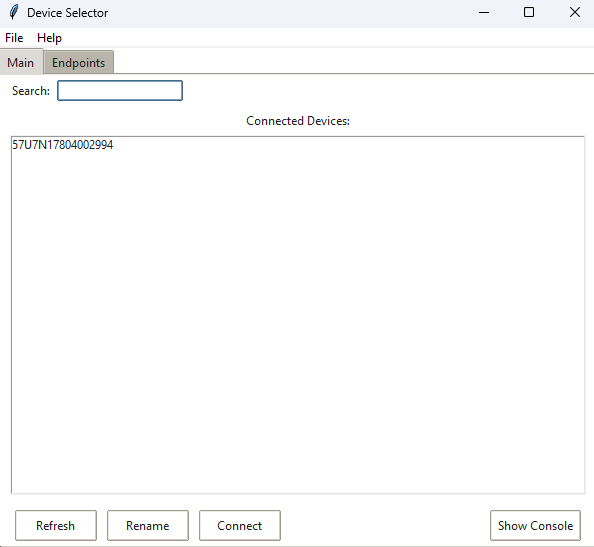 Device Selector
File Help
Main Endpoints
Search:
Connected Devices:
57U7N17804002994
Refresh Rename Connect Show Console